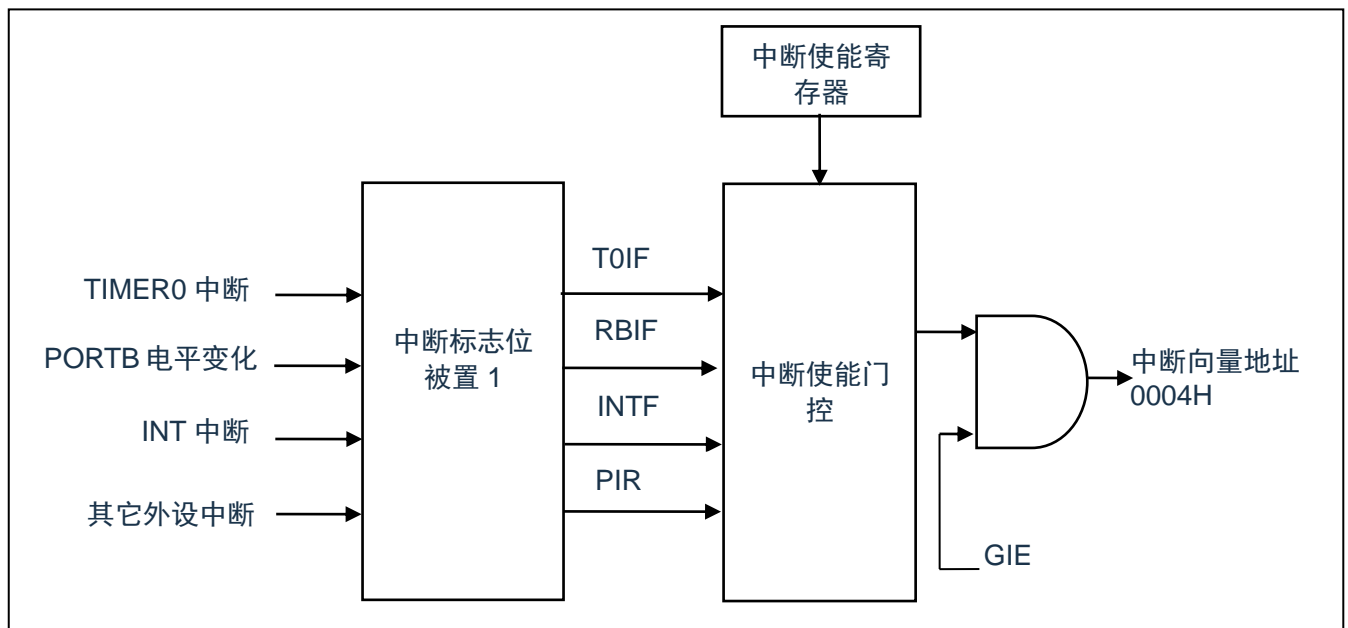 中断使能寄
存器
T0IF
TIMER0 中断
RBIF
中断标志位
被置 1
PORTB 电平变化
中断使能门
控
中断向量地址
0004H
INTF
INT 中断
PIR
其它外设中断
GIE